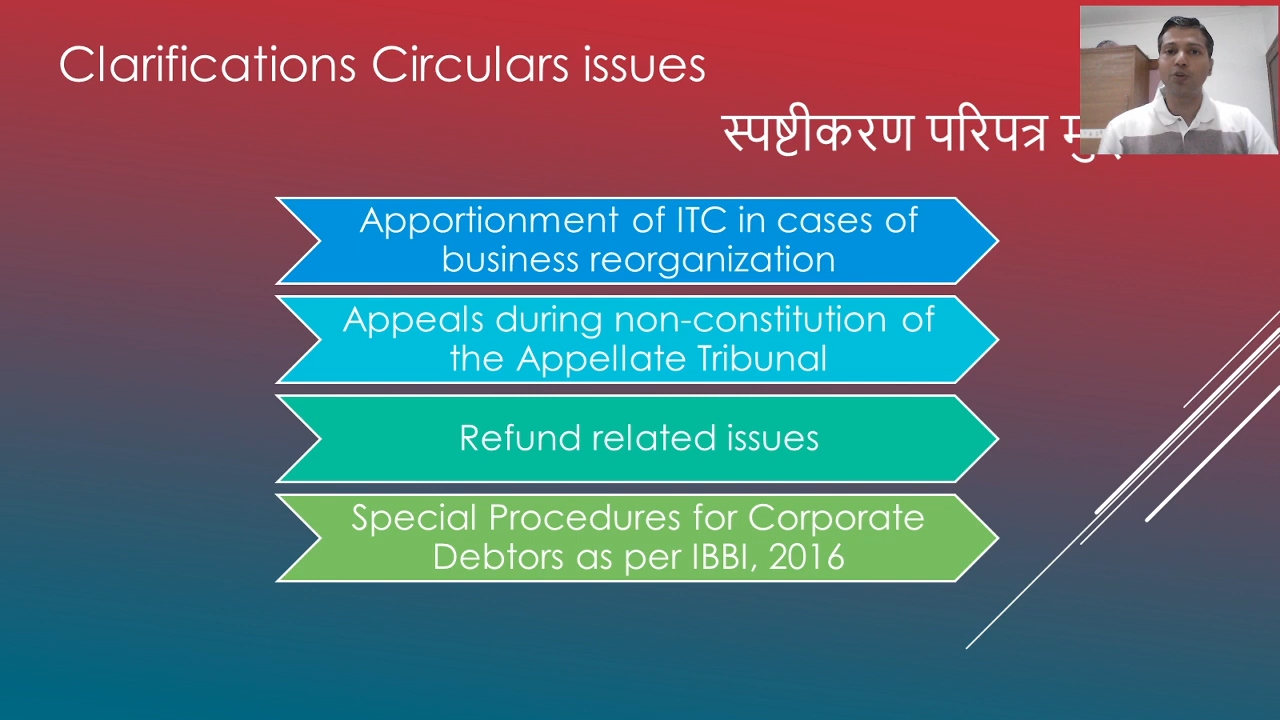 Clarifications Circulars issues
स्पष्टीकरण परिपत्र
Apportionment of ITC in cases of
business reorganization
Appeals during non-constitution of
the Appellate Tribunal
Refund related issues
Special Procedures for Corporate
Debtors as per IBBI, 2016